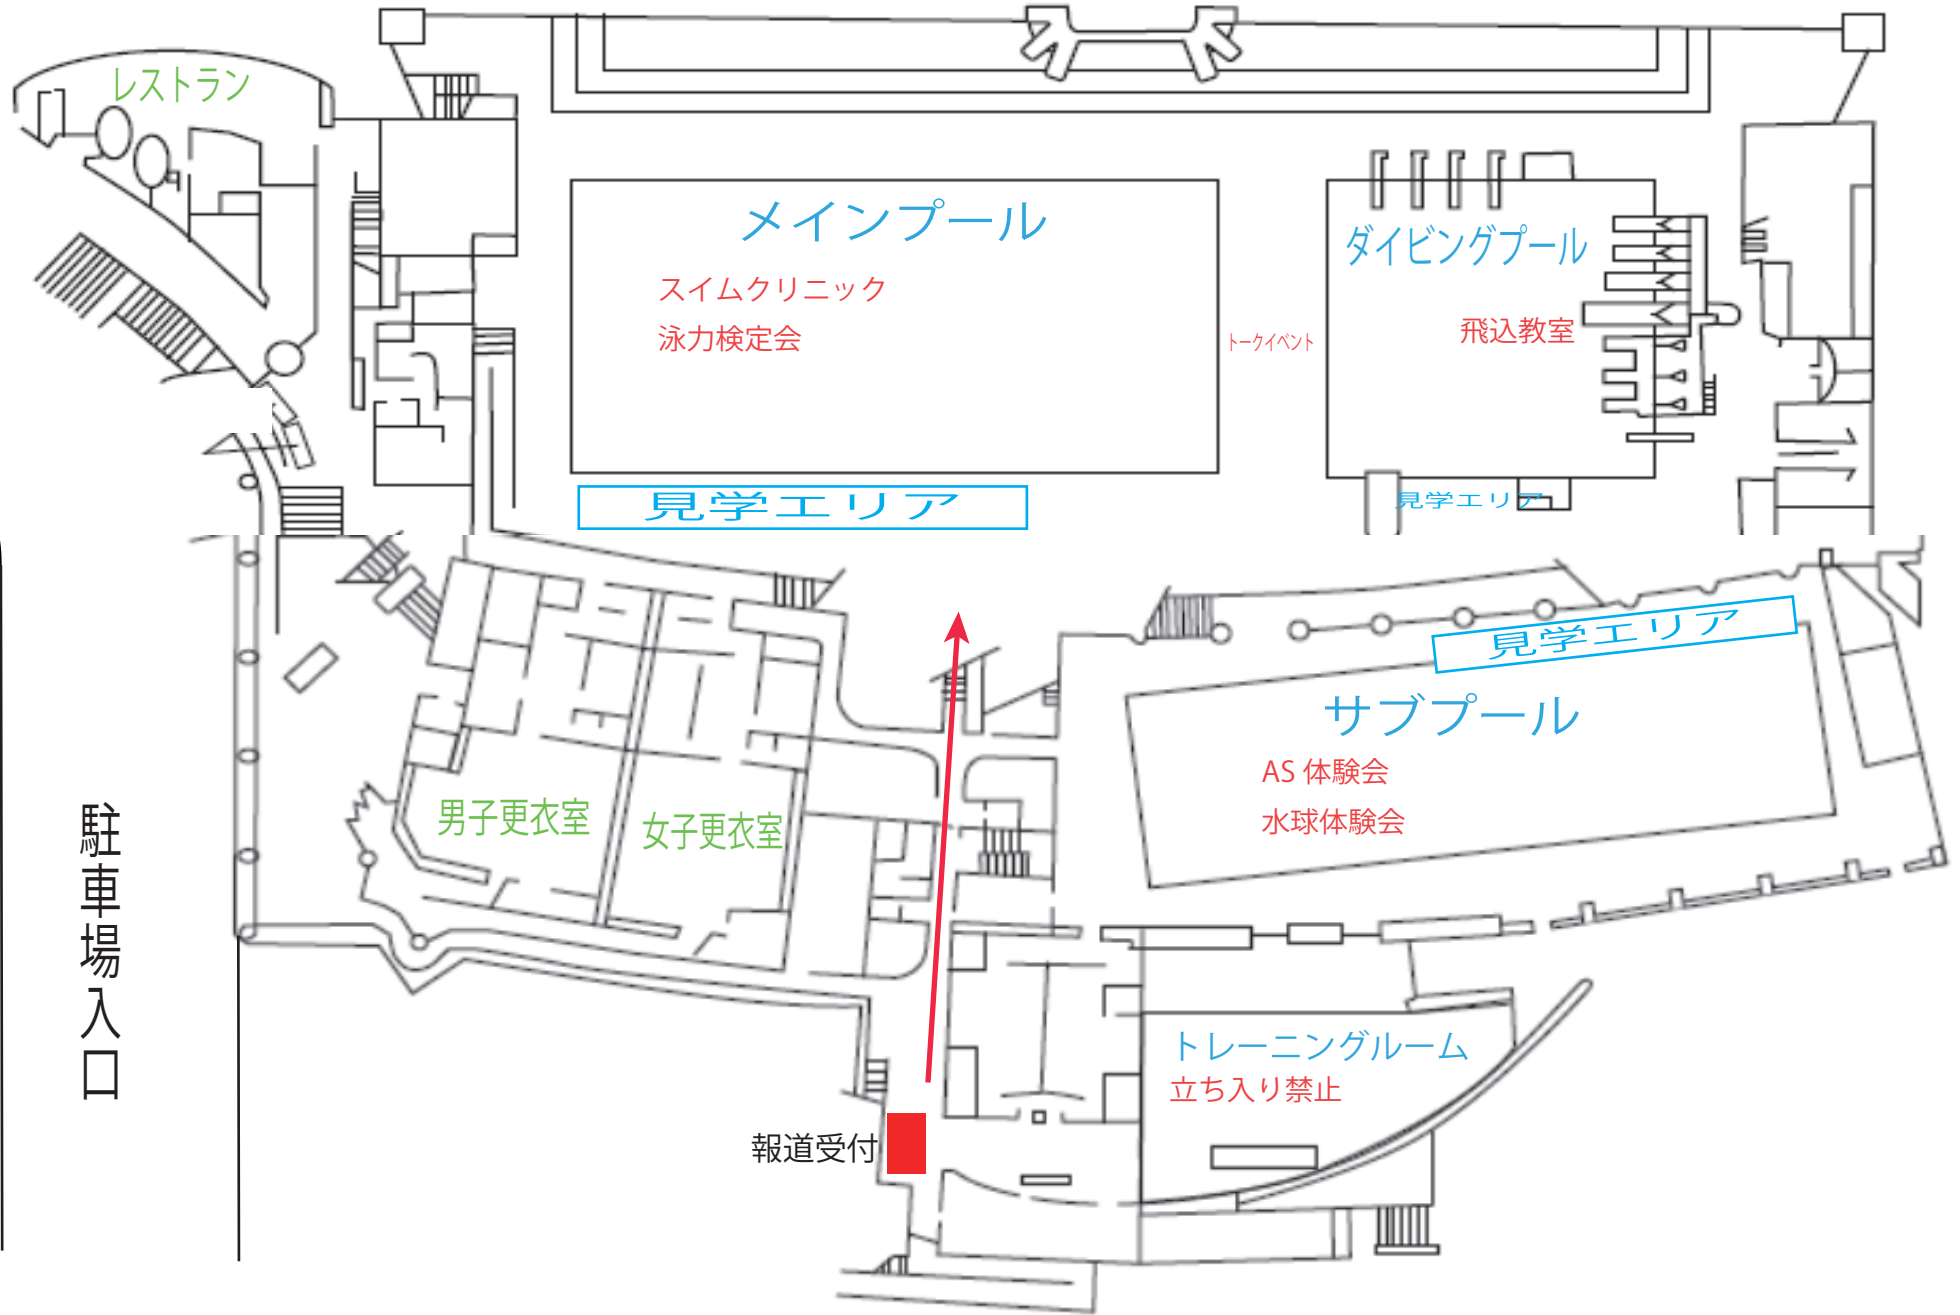 レストラン
メインプール
ダイビングプール
スイムクリニック
泳力検定会
トークイベント
飛込教室
見学エリア
見学エリア
見学エリア
サブプール
AS 体験会
水球体験会
男子更衣室
女子更衣室
駐車場入口
トレーニングルーム
立ち入り禁止
報道受付